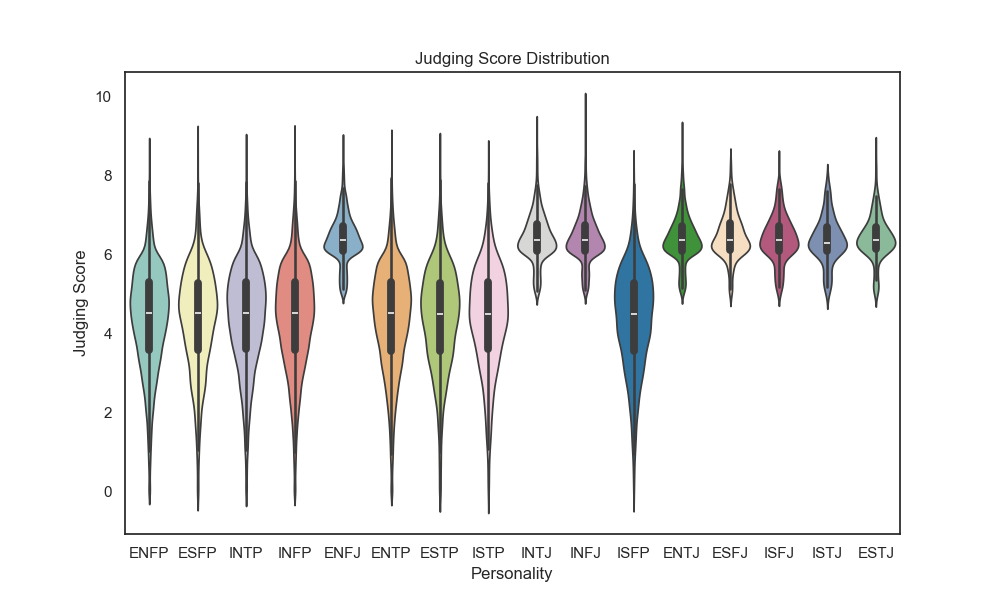 Judging Score Distribution
10
8
6
4
2
0
Judging Score
ENFP ESFP INTP INFP ENFJ ENTP ESTP ISTP INTJ INFJ ISFP ENTJ ESFJ ISFJ ISTJ ESTJ
Personality